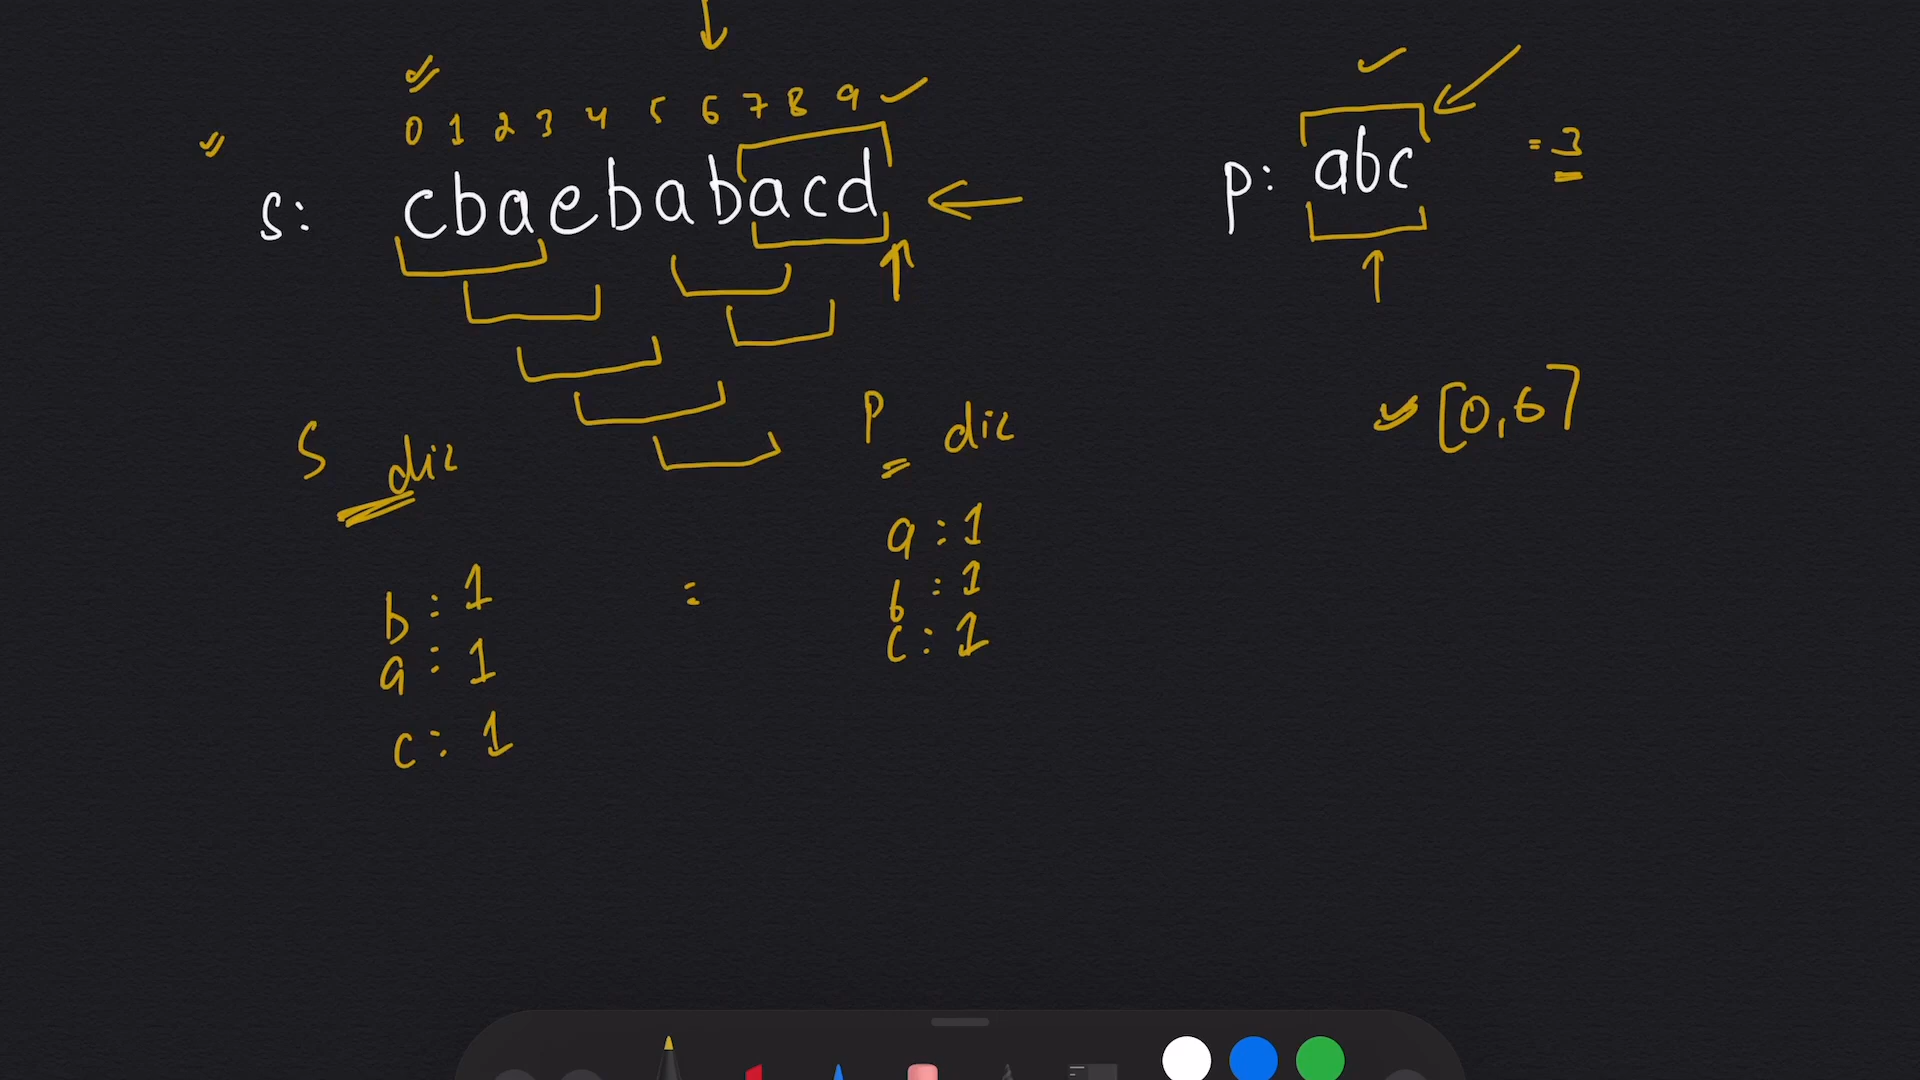 0 1 2 3 4 5 6 7 8 9
S: cbaebabacd
p: abc = 3
[0,6]
S dic
P dic
b : 1
a : 1
c : 1
=
a : 1
b : 1
c : 1